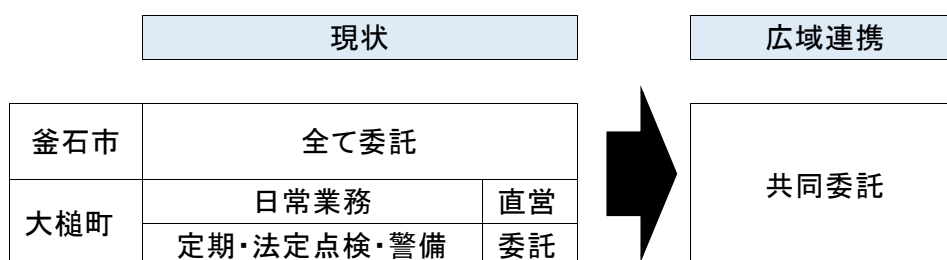 現状 広域連携
釜石市 全て委託
大槌町 日常業務 直営
定期・法定点検・警備 委託
共同委託